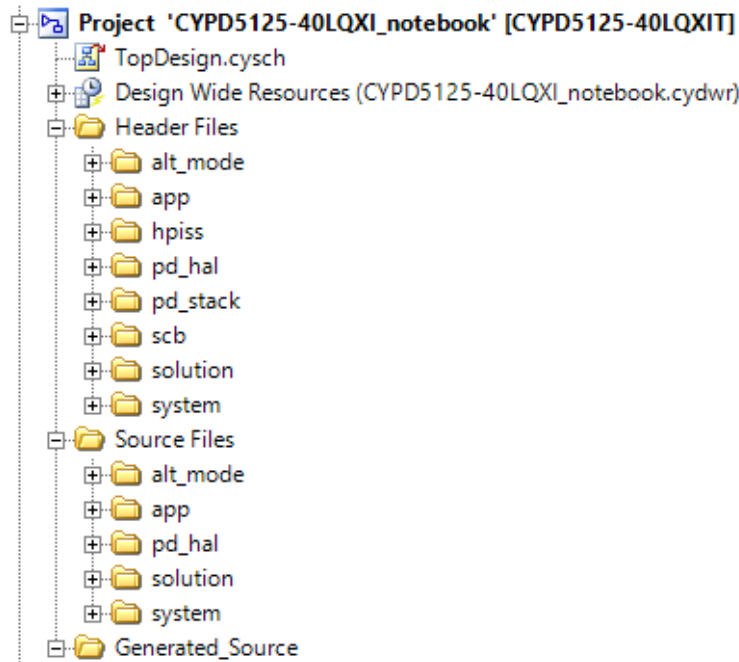 Project 'CYPD5125-40LQXI_notebook' [CYPD5125-40LQXIT]
TopDesign.cysch
Design Wide Resources (CYPD5125-40LQXI_notebook.cydwr)
Header Files
alt_mode
app
hpiss
pd_hal
pd_stack
scb
solution
system
Source Files
alt_mode
app
pd_hal
solution
system
Generated_Source